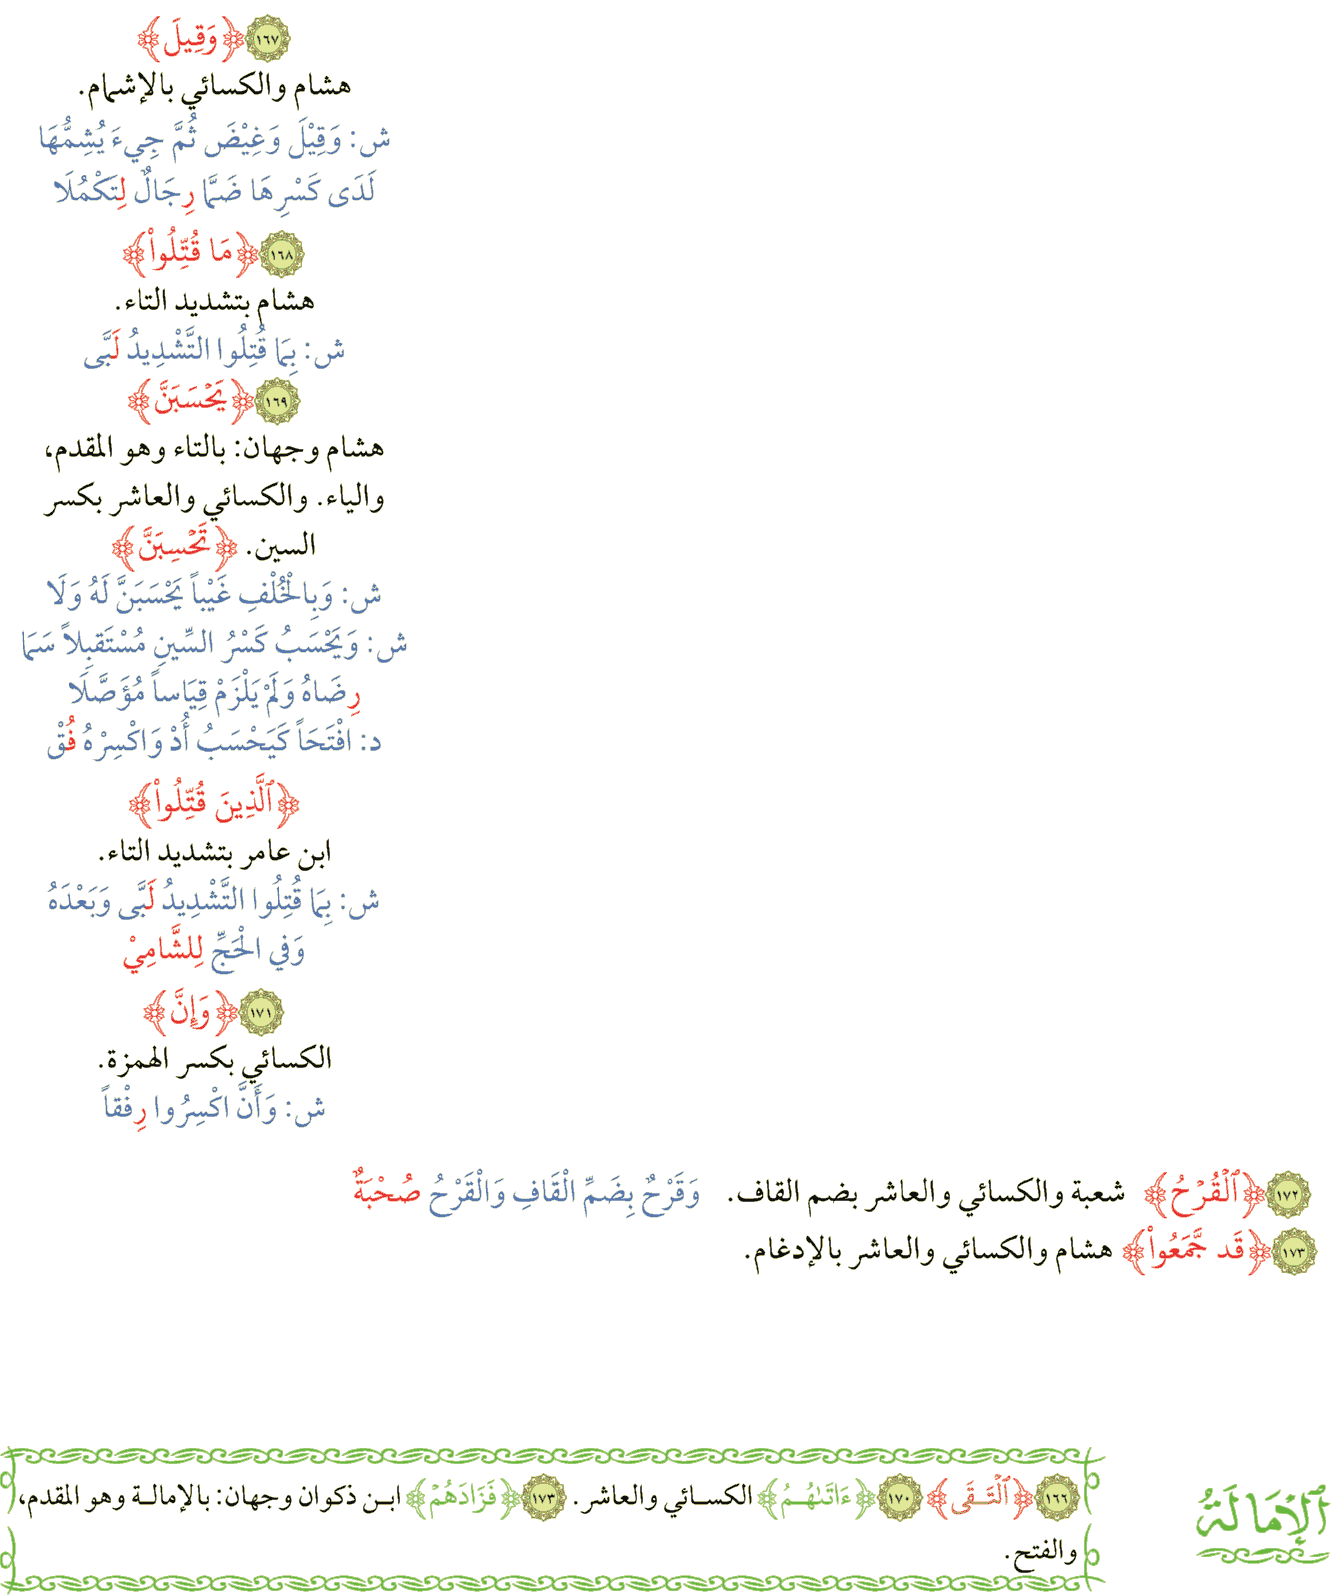 ١٦٧ ﴿وَقِيلَ﴾
هشام والكسائي بالإشمام.
ش: وَقِيْلَ وَغِيْضَ ثُمَّ جِيءَ يُشِمُّهَا
لَدَى كَسْرِهَا ضَمًّا رِجَالٌ لِتَكْمُلَا
١٦٨ ﴿مَا قُتِّلُواْ﴾
هشام بتشديد التاء.
ش: بِمَا قُتِلُوا التَّشْدِيدُ لَبَّى
١٦٩ ﴿يَحۡسَبَنَّ﴾
هشام وجهان: بالتاء وهو المقدم،
والياء. والكسائي والعاشر بكسر
السين. ﴿تَحۡسِبَنَّ﴾
ش: وَبِالْخُلْفِ غَيْباً يَحْسَبَنَّ لَهُ وَلَا
ش: وَيَحْسَبُ كَسْرُ السِّينِ مُسْتَقبِلاً سَمَا
رِضَاهُ وَلَمْ يَلْزَمْ قِيَاساً مُؤَصَّلَا
د: افْتَحَاً كَيَحْسَبُ أُدْ وَاكْسِرْهُ فُقْ
﴿ٱلَّذِينَ قُتِّلُواْ﴾
ابن عامر بتشديد التاء.
ش: بِمَا قُتِلُوا التَّشْدِيدُ لَبَّى وَبَعْدَهُ
وَفي الْحَجِّ لِلشَّامِيْ
١٧١ ﴿وَإِنَّ﴾
الكسائي بكسر الهمزة.
ش: وَأَنَّ اكْسِرُوا رِفْقاً
١٧٢ ﴿ٱلۡقُرۡحُ﴾ شعبة والكسائي والعاشر بضم القاف. وَقَرْحٌ بِضَمِّ الْقَافِ وَالْقَرْحُ صُحْبَةٌ
١٧٣ ﴿قَد جَّمَعُواْ﴾ هشام والكسائي والعاشر بالإدغام.
ٱلْإِمَالَةُ
١٦٦ ﴿ٱلۡتَقَى﴾ ١٧٠ ﴿ءَاتَىٰهُمُ﴾ الكسائي والعاشر. ١٧٣ ﴿فَزَادَهُمۡ﴾ ابن ذكوان وجهان: بالإمالة وهو المقدم،
والفتح.